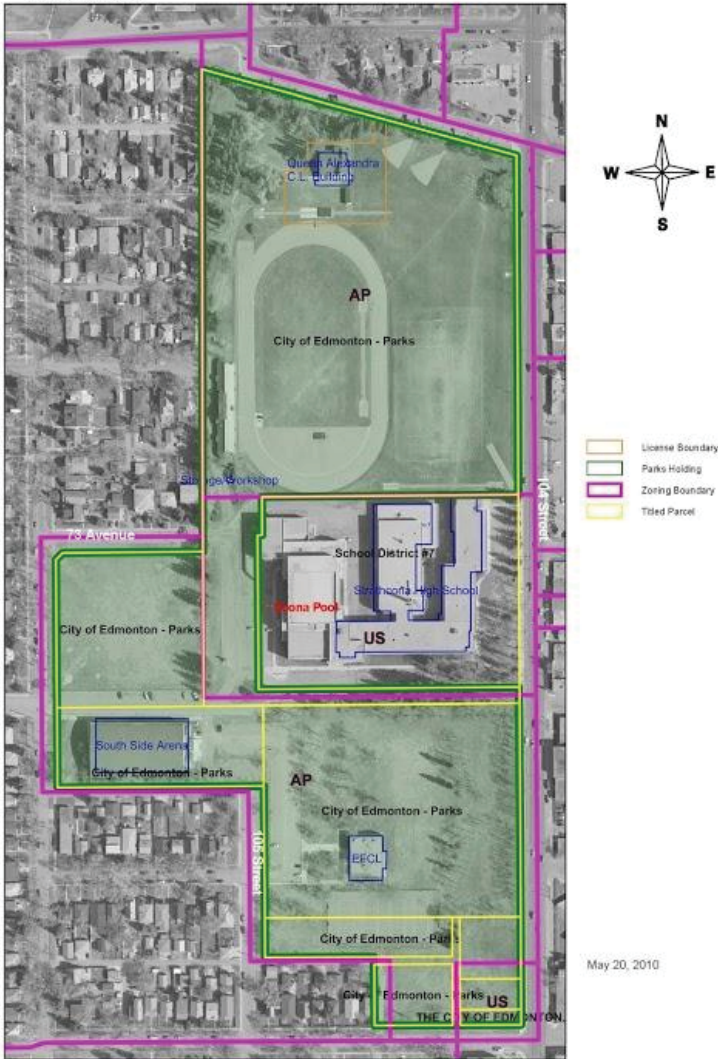 Queen Alexandra
C.L. Building
AP
City of Edmonton - Parks
Storage/Workshop
73 Avenue
104 Street
School District #7
Strathcona High School
Scona Pool
US
City of Edmonton - Parks
South Side Arena
City of Edmonton - Parks
AP
City of Edmonton - Parks
105 Street
EFCL
City of Edmonton - Parks
City of Edmonton - Parks
US
THE CITY OF EDMONTON
N
W
E
S
License Boundary
Parks Holding
Zoning Boundary
Titled Parcel
May 20, 2010